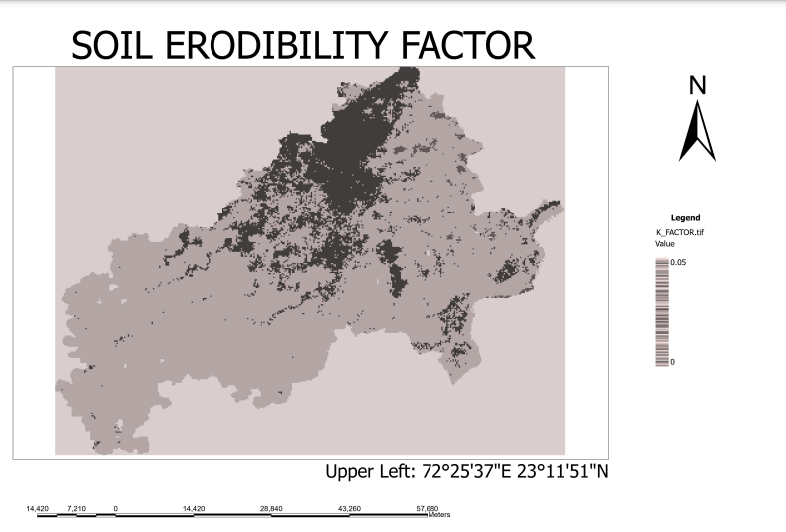 SOIL ERODIBILITY FACTOR
N
Legend
K_FACTOR.tif
Value
0.05
0
Upper Left: 72°25'37"E 23°11'51"N
14,420 7,210 0 14,420 28,840 43,260 57,680
Meters